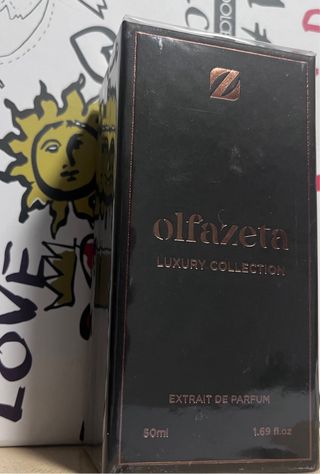 Z
olfazeta
LUXURY COLLECTION
EXTRAIT DE PARFUM
50ml 1.69 fl.oz
LOVE